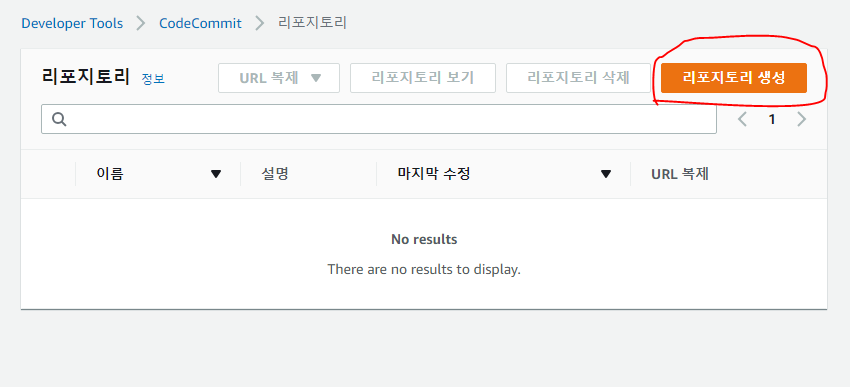 Developer Tools > CodeCommit > 리포지토리
리포지토리 정보 URL 복제 리포지토리 보기 리포지토리 삭제 리포지토리 생성
1
이름 설명 마지막 수정 URL 복제
No results
There are no results to display.